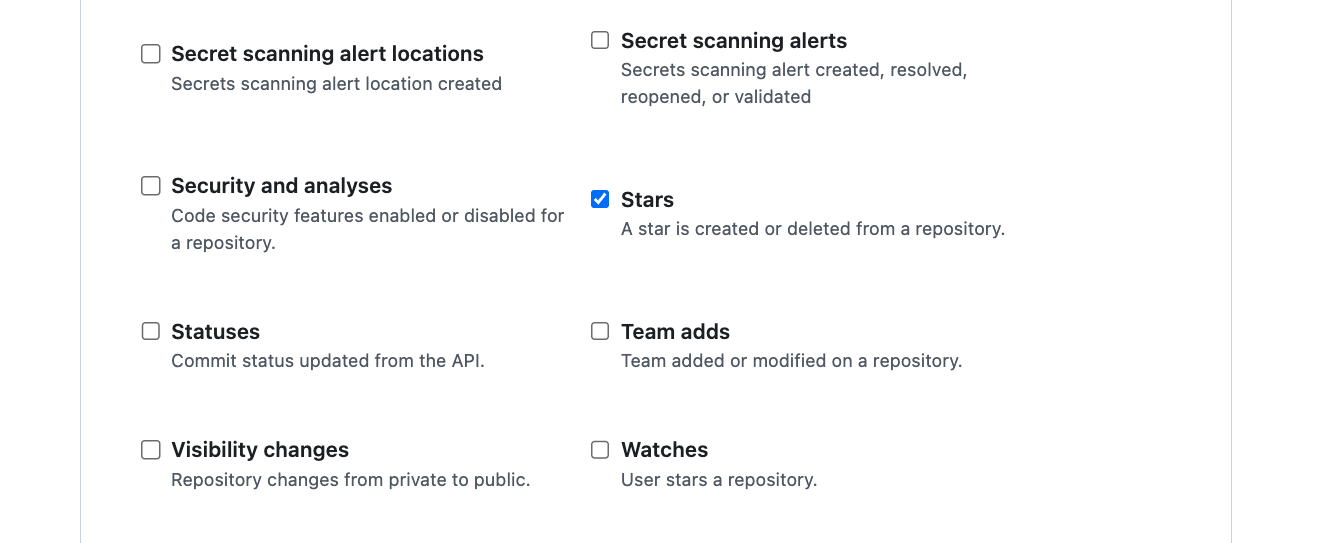 Secret scanning alert locations
Secrets scanning alert location created
Secret scanning alerts
Secrets scanning alert created, resolved,
reopened, or validated
Security and analyses
Code security features enabled or disabled for
a repository.
Stars
A star is created or deleted from a repository.
Statuses
Commit status updated from the API.
Team adds
Team added or modified on a repository.
Visibility changes
Repository changes from private to public.
Watches
User stars a repository.